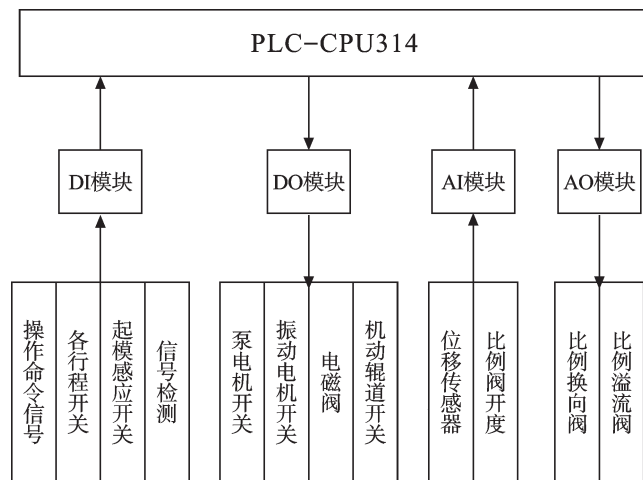 PLC-CPU314
DI模块
DO模块
AI模块
AO模块
操作命令信号
各行程开关
起模感应开关
信号检测
泵电机开关
振动电机开关
电磁阀
机动辊道开关
位移传感器
比例阀开度
比例换向阀
比例溢流阀